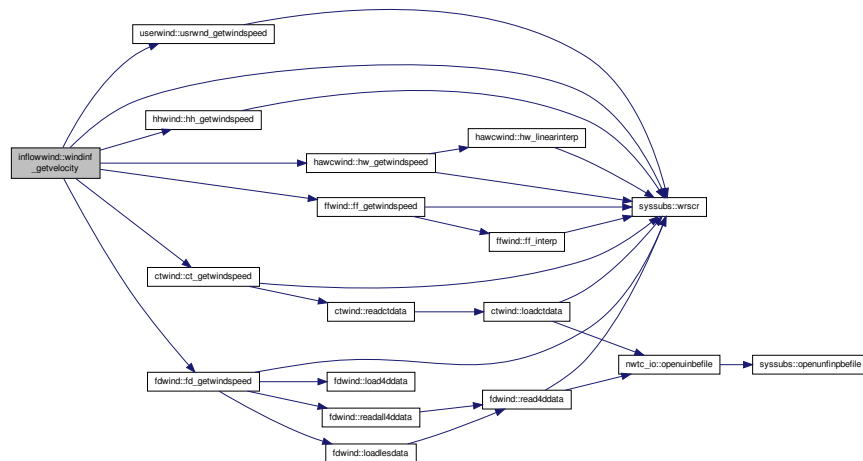 userwind::usrwnd_getwindspeed
hhwind::hh_getwindspeed
inflowwind::windinf
_getvelocity
hawcwind::hw_linearinterp
hawcwind::hw_getwindspeed
ffwind::ff_getwindspeed
syssubs::wrscr
ffwind::ff_interp
ctwind::ct_getwindspeed
ctwind::readctdata
ctwind::loadctdata
nwtc_io::openuinbefile
syssubs::openunfinpbefile
fdwind::fd_getwindspeed
fdwind::load4ddata
fdwind::read4ddata
fdwind::readall4ddata
fdwind::loadlesdata